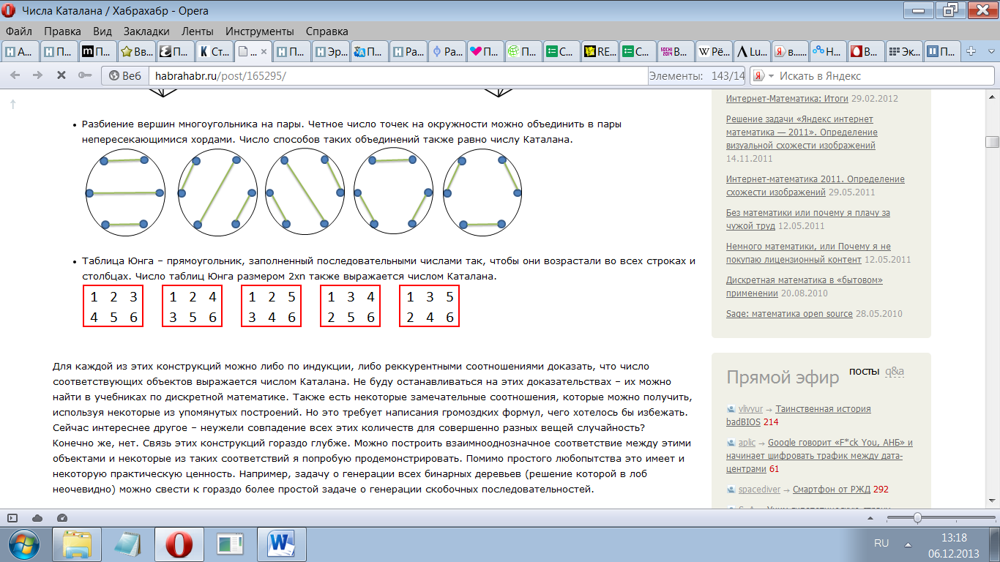 Числа Каталана / Хабрахабр - Opera
Файл Правка Вид Закладки Ленты Инструменты Справка
А... П... П... Вв... П... Ст... ... П... Эр... П... Ра... Ра... П... П... С... RE... С... В... Рё... Lu... в... Н... В... Эк... П...
Веб habrahabr.ru/post/165295/ Элементы: 143/14 Искать в Яндекс
• Разбиение вершин многоугольника на пары. Четное число точек на окружности можно объединить в пары
непересекающимися хордами. Число способов таких объединений также равно числу Каталана.
• Таблица Юнга – прямоугольник, заполненный последовательными числами так, чтобы они возрастали во всех строках и
столбцах. Число таблиц Юнга размером 2xn также выражается числом Каталана.
1 2 3 1 2 4 1 2 5 1 3 4 1 3 5
4 5 6 3 5 6 3 4 6 2 5 6 2 4 6
Для каждой из этих конструкций можно либо по индукции, либо реккурентными соотношениями доказать, что число
соответствующих объектов выражается числом Каталана. Не буду останавливаться на этих доказательствах – их можно
найти в учебниках по дискретной математике. Также есть некоторые замечательные соотношения, которые можно получить,
используя некоторые из упомянутых построений. Но это требует написания громоздких формул, чего хотелось бы избежать.
Сейчас интереснее другое – неужели совпадение всех этих количеств для совершенно разных вещей случайность?
Конечно же, нет. Связь этих конструкций гораздо глубже. Можно построить взаимнооднозначное соответствие между этими
объектами и некоторые из таких соответствий я попробую продемонстрировать. Помимо простого любопытства это имеет и
некоторую практическую ценность. Например, задачу о генерации всех бинарных деревьев (решение которой в лоб
неочевидно) можно свести к гораздо более простой задаче о генерации скобочных последовательностей.
Интернет-Математика: Итоги 29.02.2012
Решение задачи «Яндекс интернет
математика — 2011». Определение
визуальной схожести изображений
14.11.2011
Интернет-математика 2011. Определение
схожести изображений 29.05.2011
Без математики или почему я плачу за
чужой труд 12.05.2011
Немного математики, или Почему я не
покупаю лицензионный контент 12.05.2011
Дискретная математика в «бытовом»
применении 20.08.2010
Sage: математика open source 28.05.2010
Прямой эфир посты q&a
vlivyur → Таинственная история
badBIOS 214
aplic → Google говорит «F*ck You, АНБ» и
начинает шифровать трафик между дата-
центрами 61
spacediver → Смартфон от РЖД 292
RU 13:18
06.12.2013